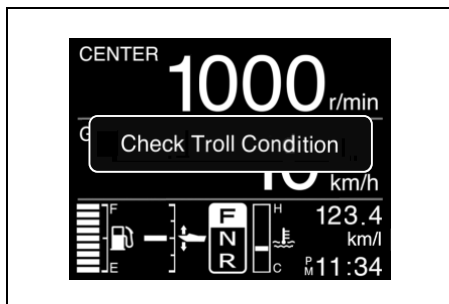 CENTER
1000 r/min
G
Check Troll Condition
km/h
F
E
F
N
R
H
C
123.4
km/l
PM 11:34